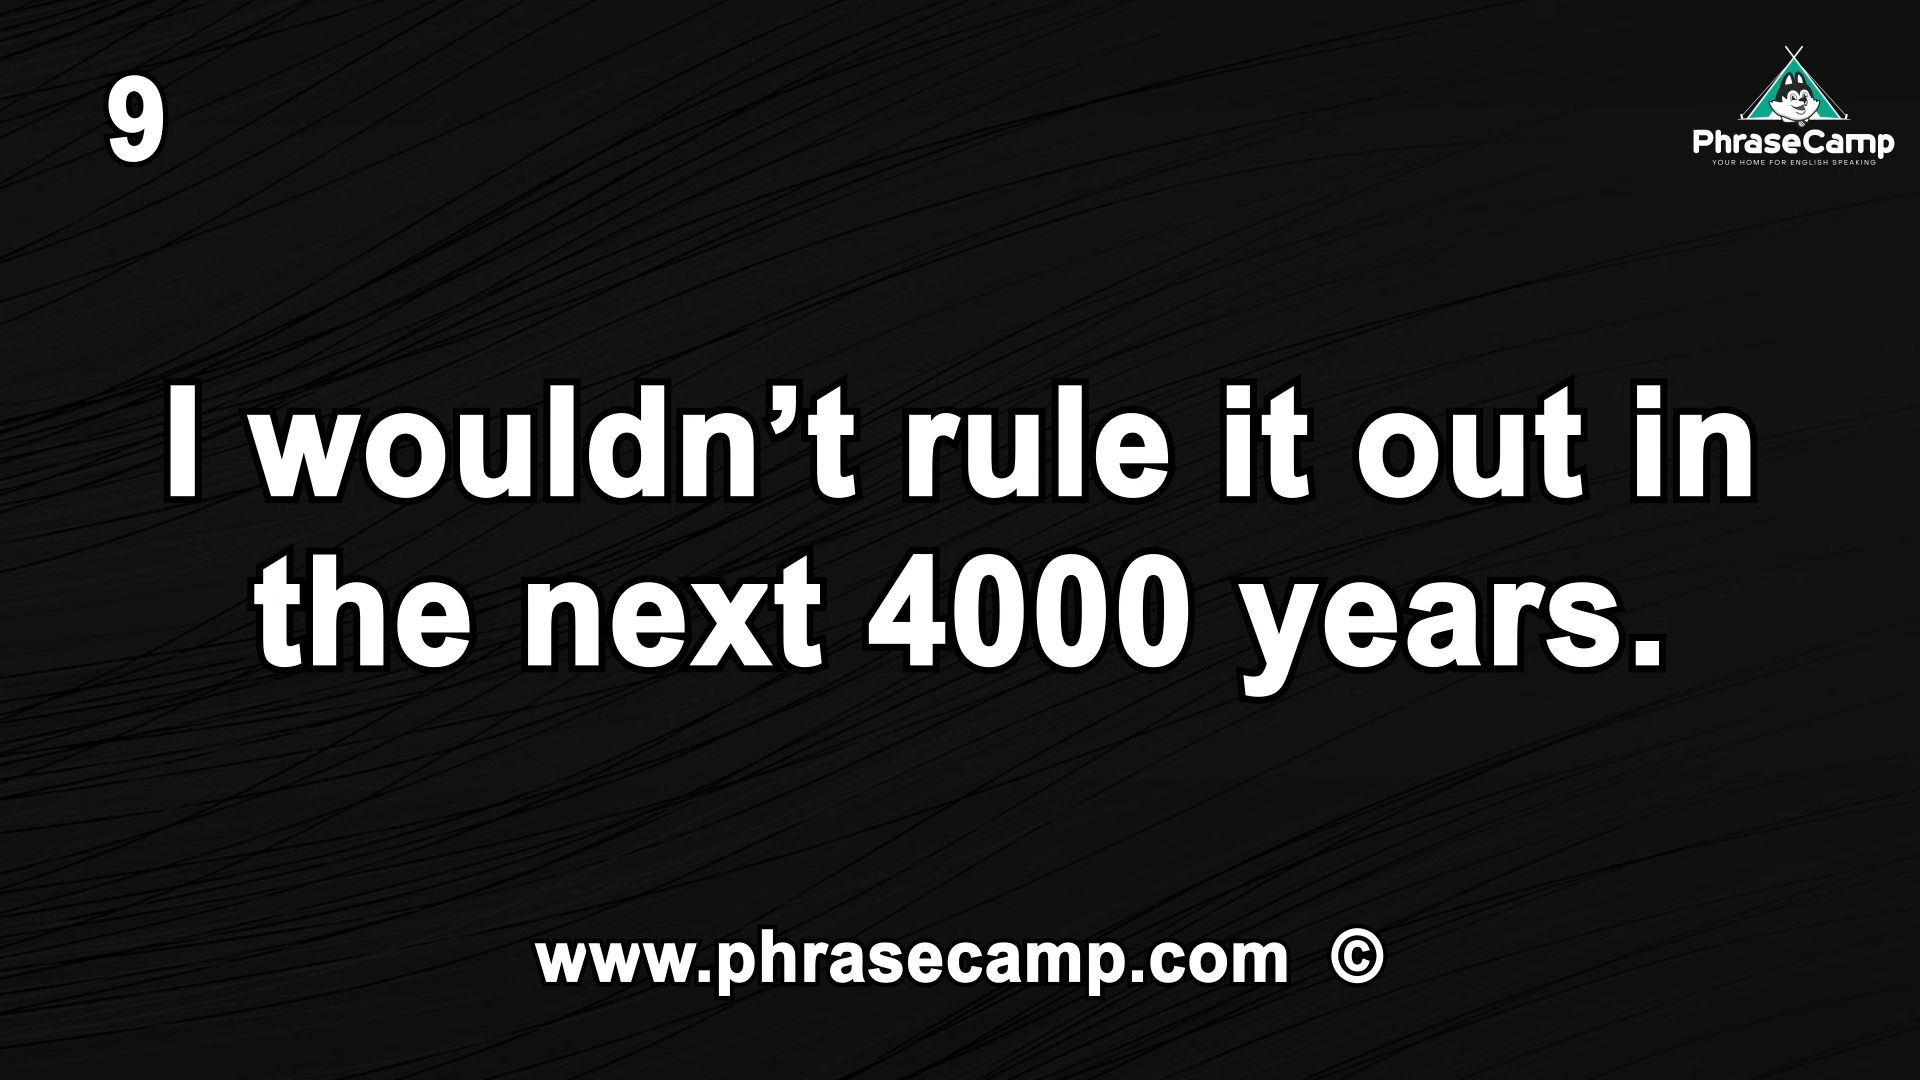 9
PhraseCamp
YOUR HOME FOR ENGLISH SPEAKING
I wouldn’t rule it out in
the next 4000 years.
www.phrasecamp.com ©